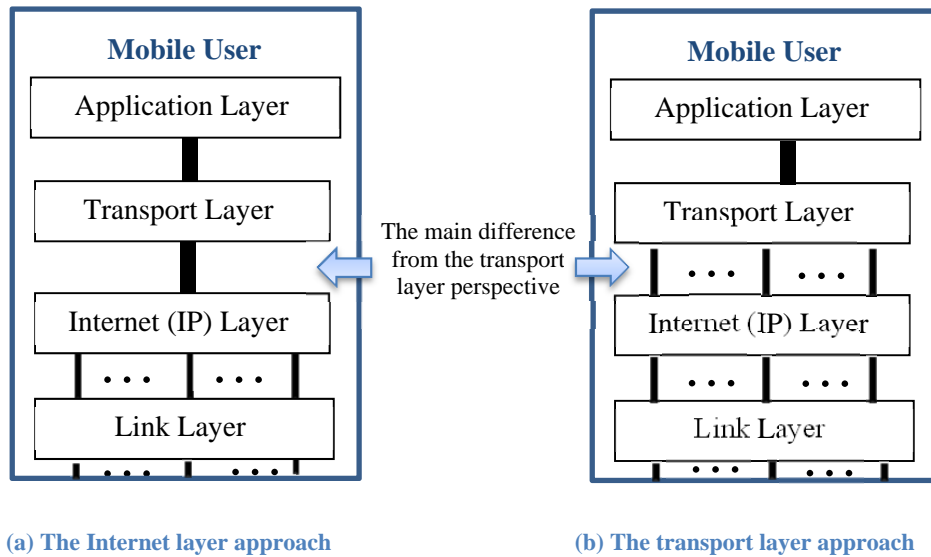 Mobile User
Application Layer
Transport Layer
Internet (IP) Layer
Link Layer
The main difference
from the transport
layer perspective
Mobile User
Application Layer
Transport Layer
Internet (IP) Layer
Link Layer
(a) The Internet layer approach
(b) The transport layer approach